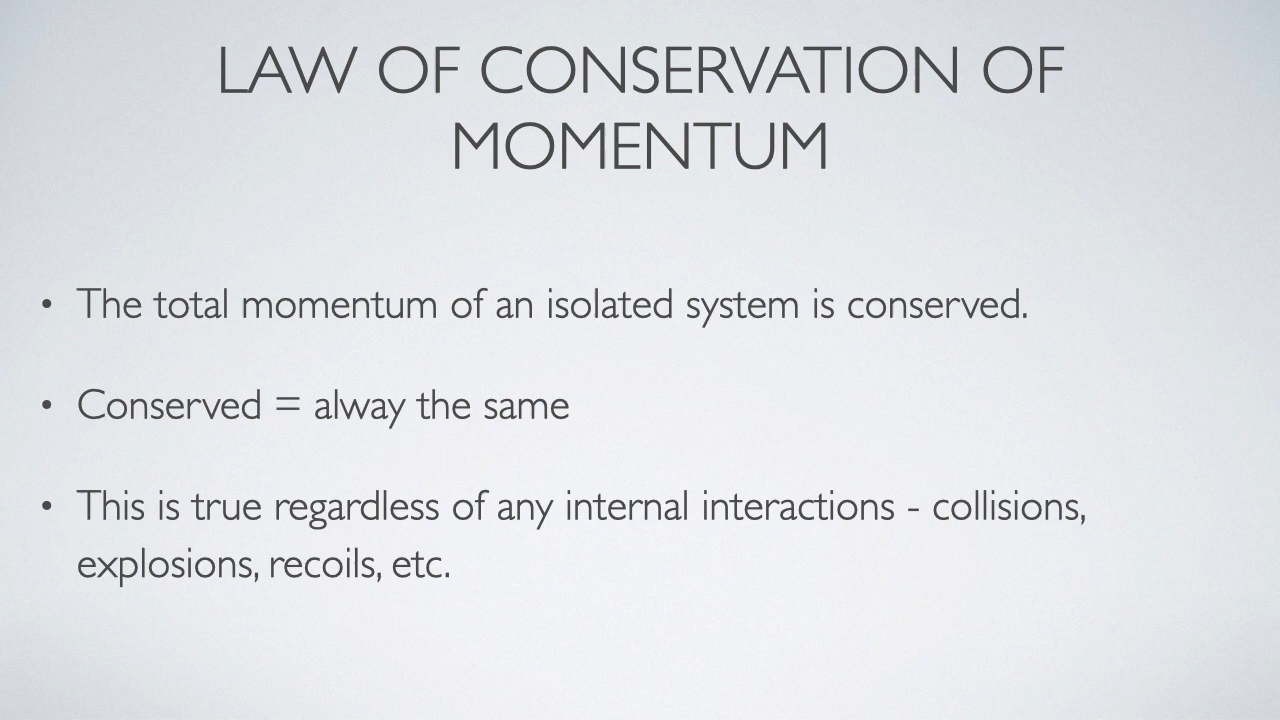 LAW OF CONSERVATION OF
MOMENTUM
• The total momentum of an isolated system is conserved.
• Conserved = alway the same
• This is true regardless of any internal interactions - collisions,
explosions, recoils, etc.